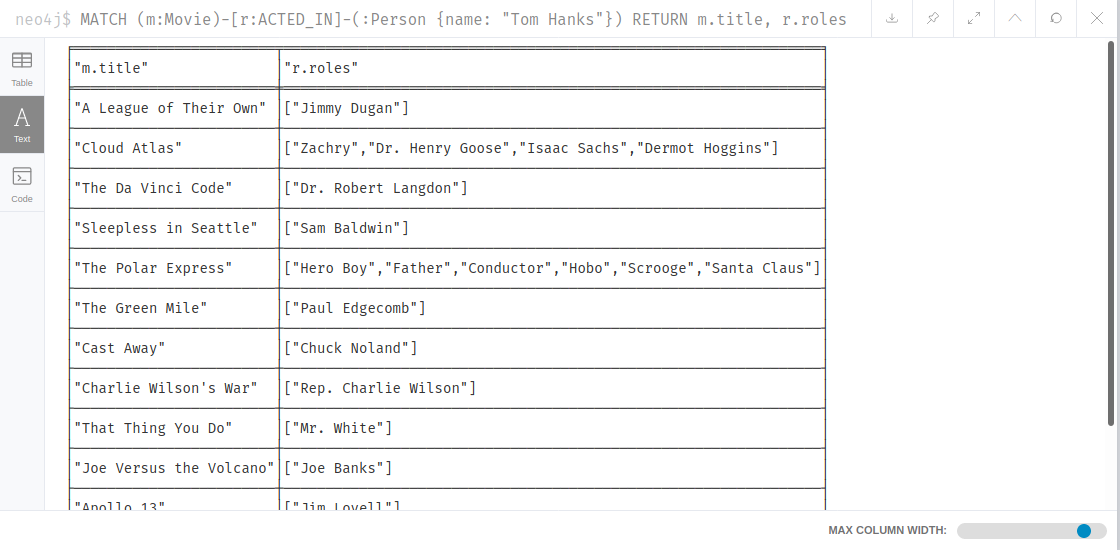 neo4j$ MATCH (m:Movie)-[r:ACTED_IN]-(:Person {name: "Tom Hanks"}) RETURN m.title, r.roles
Table
Text
Code
"m.title" "r.roles"
"A League of Their Own" ["Jimmy Dugan"]
"Cloud Atlas" ["Zachry","Dr. Henry Goose","Isaac Sachs","Dermot Hoggins"]
"The Da Vinci Code" ["Dr. Robert Langdon"]
"Sleepless in Seattle" ["Sam Baldwin"]
"The Polar Express" ["Hero Boy","Father","Conductor","Hobo","Scrooge","Santa Claus"]
"The Green Mile" ["Paul Edgecomb"]
"Cast Away" ["Chuck Noland"]
"Charlie Wilson's War" ["Rep. Charlie Wilson"]
"That Thing You Do" ["Mr. White"]
"Joe Versus the Volcano" ["Joe Banks"]
"Apollo 13" ["Jim Lovell"]
MAX COLUMN WIDTH: